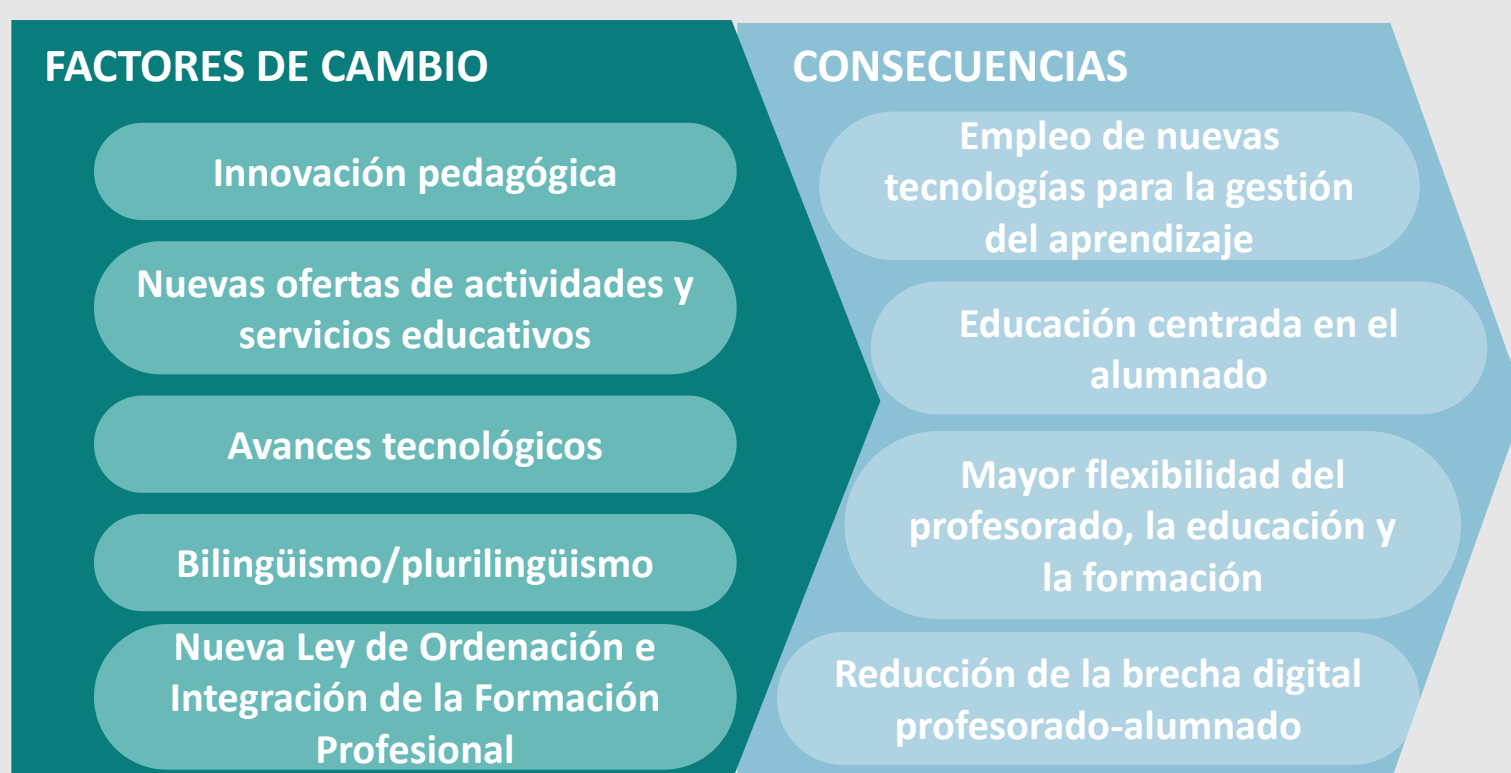 FACTORES DE CAMBIO
Innovación pedagógica
Nuevas ofertas de actividades y
servicios educativos
Avances tecnológicos
Bilingüismo/plurilingüismo
Nueva Ley de Ordenación e
Integración de la Formación
Profesional
CONSECUENCIAS
Empleo de nuevas
tecnologías para la gestión
del aprendizaje
Educación centrada en el
alumnado
Mayor flexibilidad del
profesorado, la educación y
la formación
Reducción de la brecha digital
profesorado-alumnado